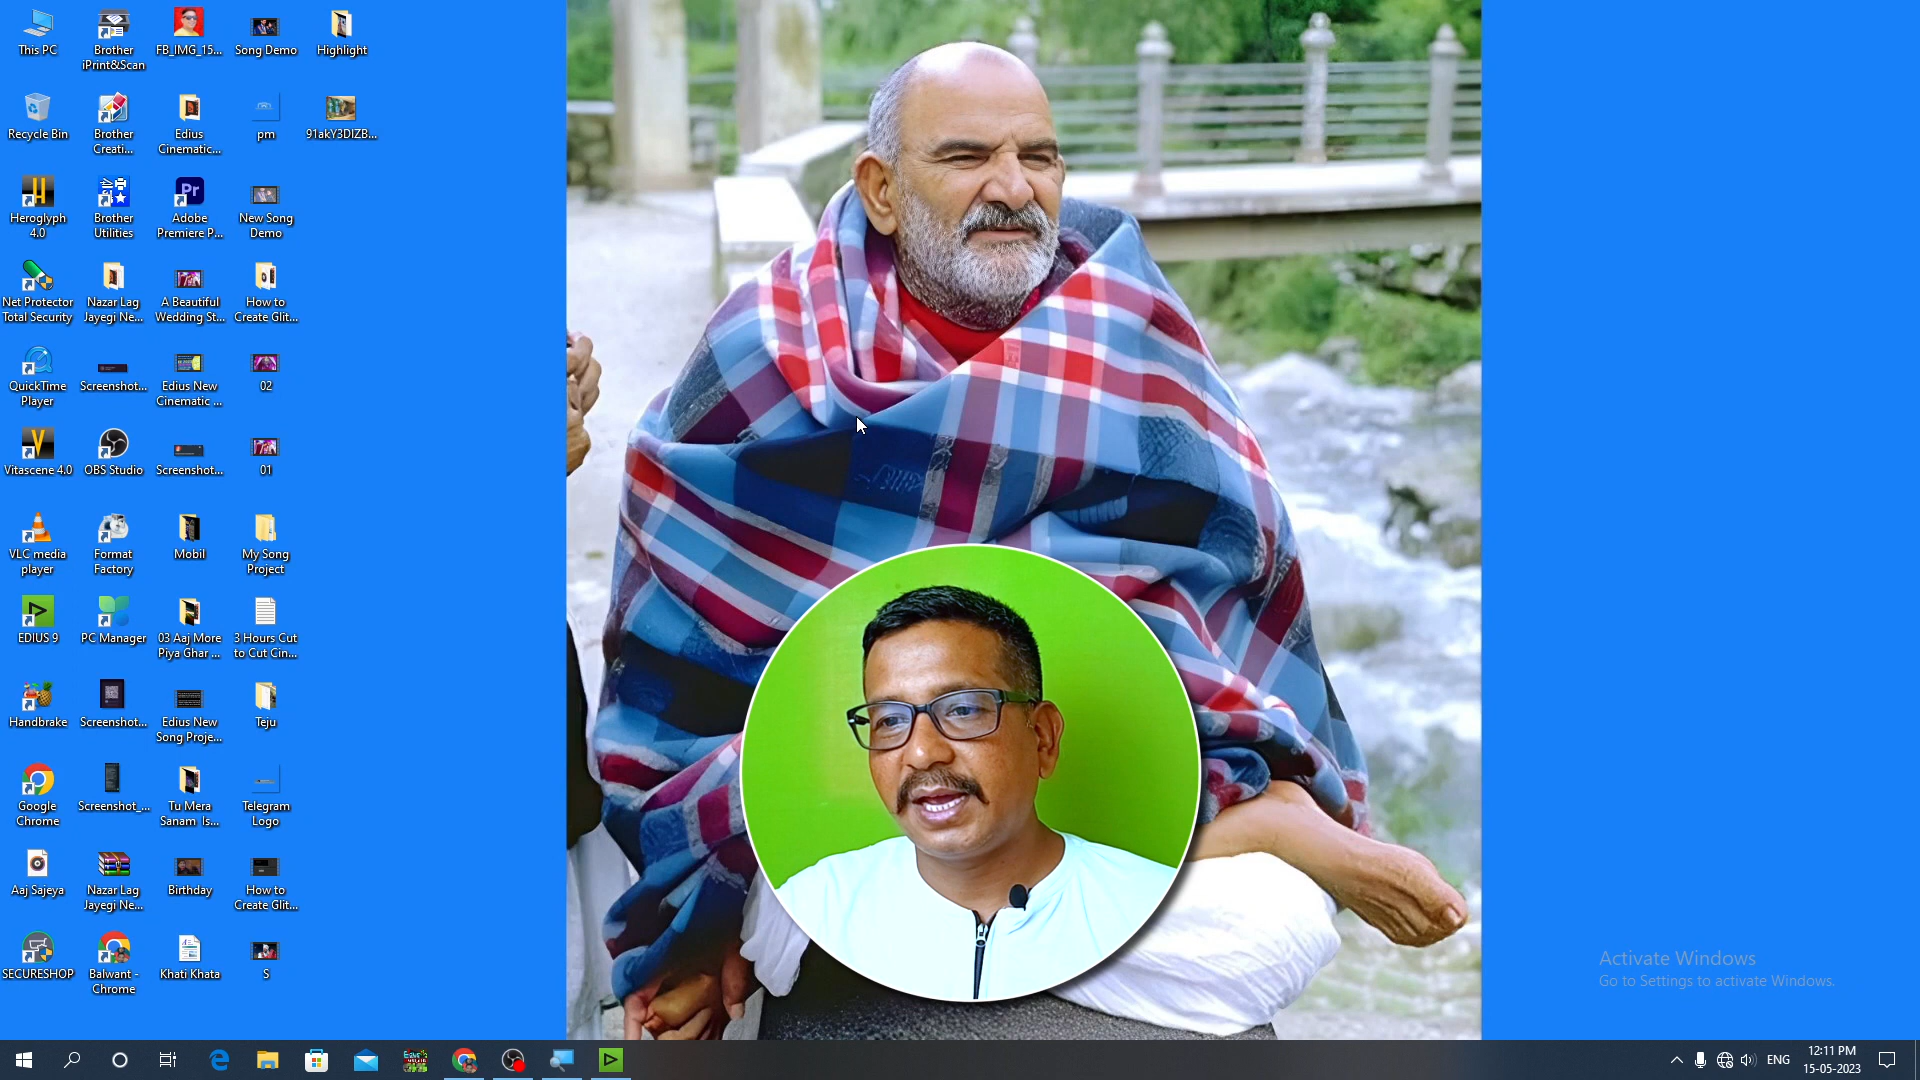 This PC
Brother
iPrint&Scan
FB_IMG_15...
Song Demo
Highlight
Recycle Bin
Brother
Creati...
Edius
Cinematic...
pm
91akY3DIZB...
Heroglyph
4.0
Brother
Utilities
Adobe
Premiere P...
New Song
Demo
Net Protector
Total Security
Nazar Lag
Jayegi Ne...
A Beautiful
Wedding St...
How to
Create Glit...
QuickTime
Player
Screenshot...
Edius New
Cinematic ...
02
Vitascene 4.0
OBS Studio
Screenshot...
01
VLC media
player
Format
Factory
Mobil
My Song
Project
EDIUS 9
PC Manager
03 Aaj More
Piya Ghar ...
3 Hours Cut
to Cut Cin...
Handbrake
Screenshot...
Edius New
Song Proje...
Teju
Google
Chrome
Screenshot_...
Tu Mera
Sanam Is...
Telegram
Logo
Aaj Sajeya
Nazar Lag
Jayegi Ne...
Birthday
How to
Create Glit...
SECURESHOP
Balwant -
Chrome
Khati Khata
S
Activate Windows
Go to Settings to activate Windows.
ENG
12:11 PM
15-05-2023